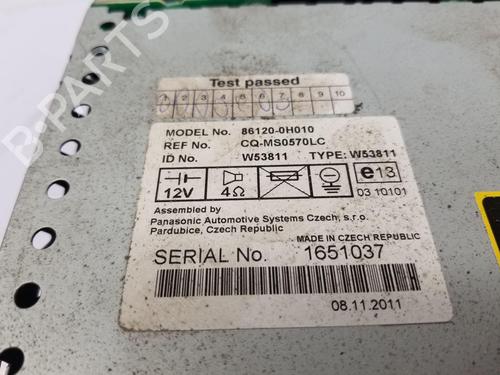 Test passed
1 2 3 4 5 6 7 8 9 10
MODEL No. 86120-0H010
REF No. CQ-MS0570LC
ID No. W53811 TYPE: W53811
12V 4Ω e13
03 10101
Assembled by
Panasonic Automotive Systems Czech, s.r.o.
Pardubice, Czech Republic
MADE IN CZECH REPUBLIC
SERIAL No. 1651037
08.11.2011
B-PARTS